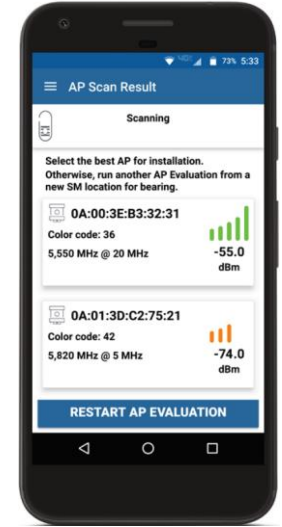 73% 5:33
AP Scan Result
Scanning
Select the best AP for installation.
Otherwise, run another AP Evaluation from a
new SM location for bearing.
0A:00:3E:B3:32:31
Color code: 36
5,550 MHz @ 20 MHz
-55.0
dBm
0A:01:3D:C2:75:21
Color code: 42
5,820 MHz @ 5 MHz
-74.0
dBm
RESTART AP EVALUATION